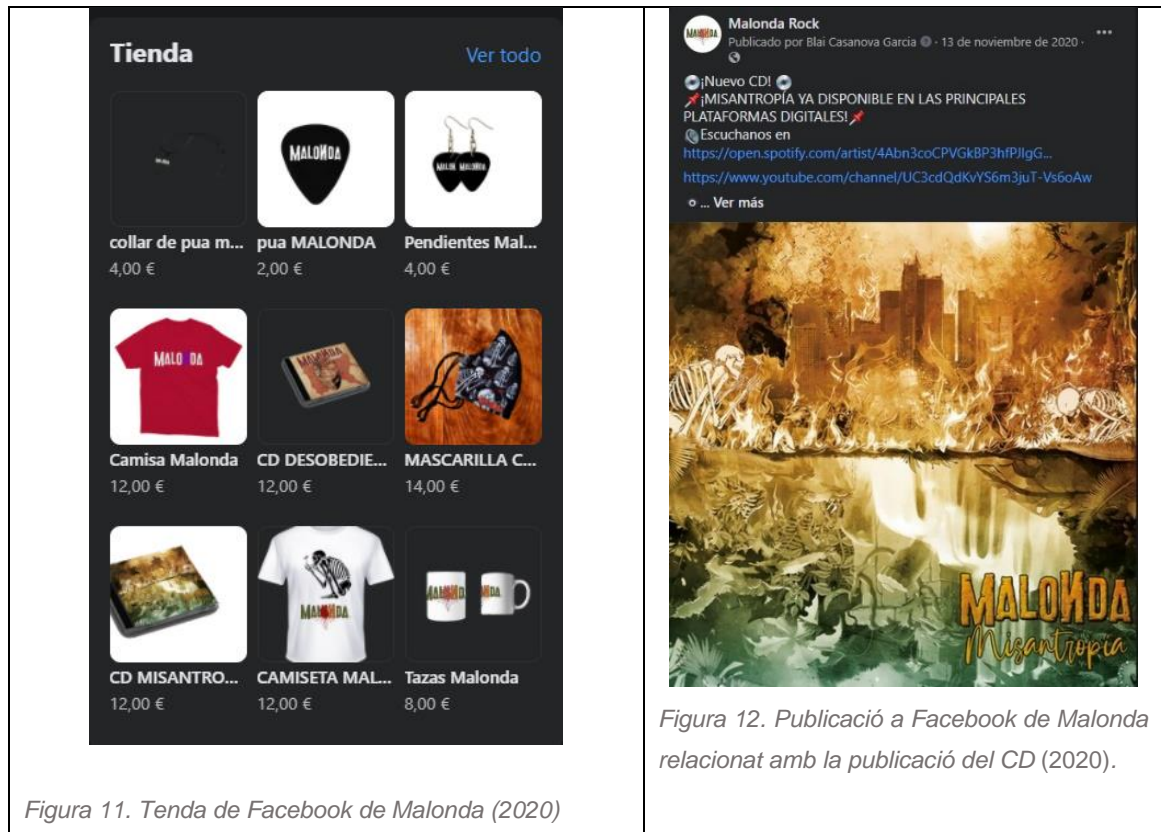 Tienda
Ver todo
MALONDA
collar de pua m...
pua MALONDA
Pendientes Mal...
4,00 €
2,00 €
4,00 €
MALONDA
MALONDA
Camisa Malonda
CD DESOBEDIE...
MASCARILLA C...
12,00 €
12,00 €
14,00 €
MALONDA
CD MISANTRO...
CAMISETA MAL...
Tazas Malonda
12,00 €
12,00 €
8,00 €
Figura 11. Tenda de Facebook de Malonda (2020)
Malonda Rock
Publicado por Blai Casanova Garcia · 13 de noviembre de 2020 ·
¡Nuevo CD!
¡MISANTROPÍA YA DISPONIBLE EN LAS PRINCIPALES
PLATAFORMAS DIGITALES!
Escuchanos en
https://open.spotify.com/artist/4Abn3coCPVGkBP3hfPJIgG...
https://www.youtube.com/channel/UC3cdQdKvYS6m3juT-Vs6oAw
... Ver más
MALONDA
Misantropía
Figura 12. Publicació a Facebook de Malonda
relacionat amb la publicació del CD (2020).